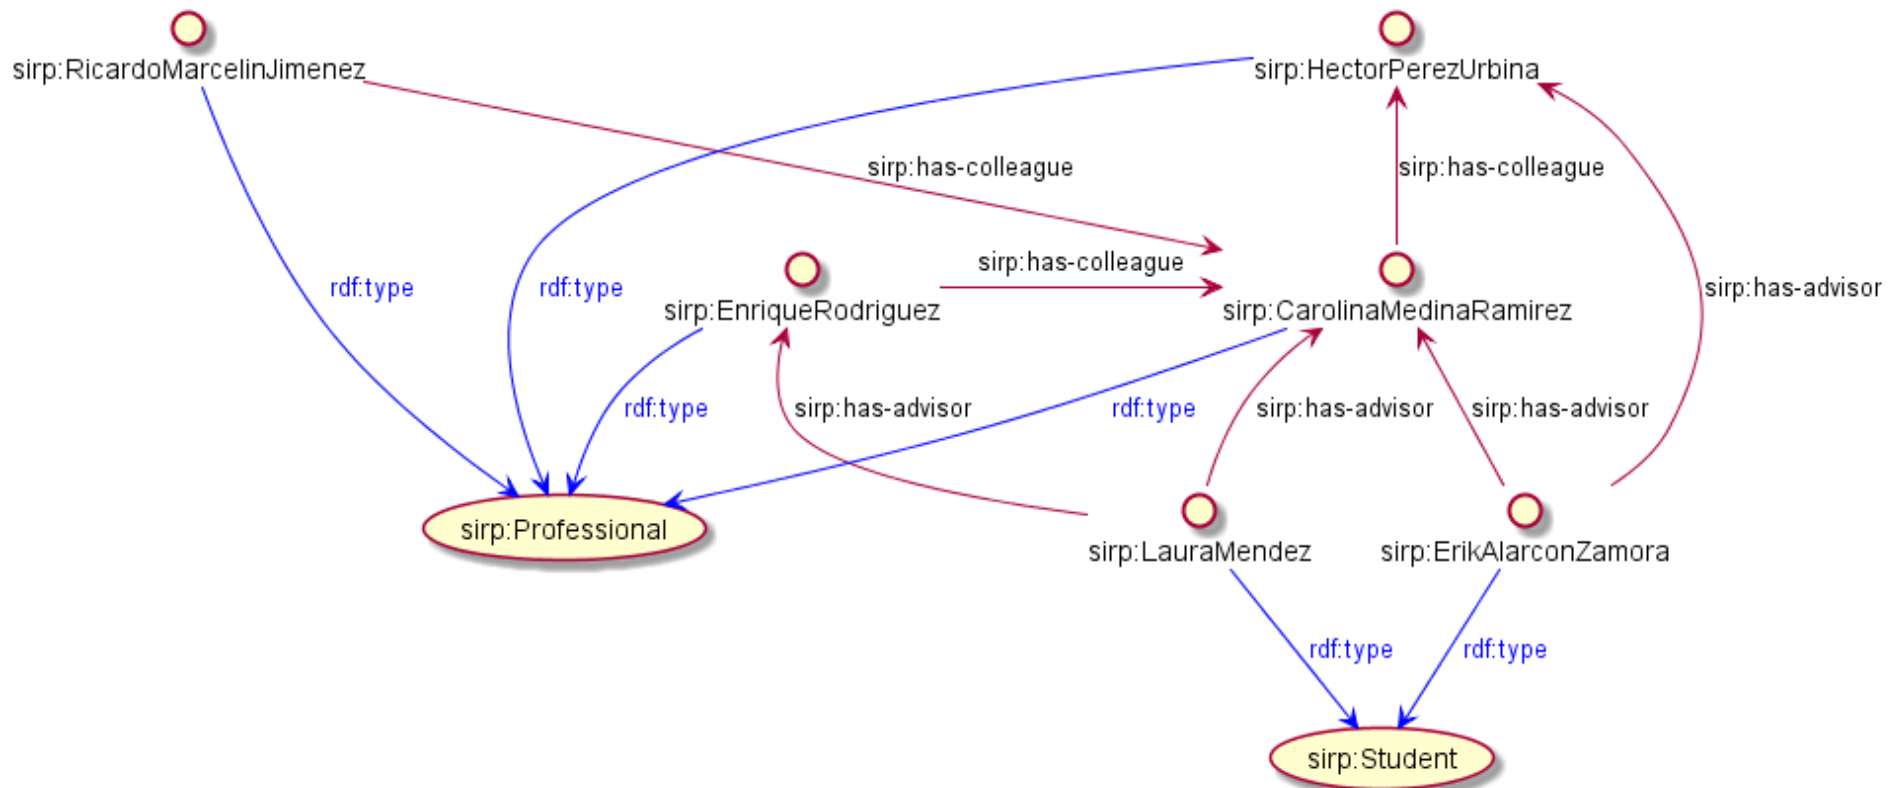 sirp:RicardoMarcelinJimenez
sirp:HectorPerezUrbina
sirp:has-colleague
sirp:has-colleague
sirp:has-colleague
rdf:type
rdf:type
sirp:has-advisor
sirp:EnriqueRodriguez
sirp:CarolinaMedinaRamirez
rdf:type
sirp:has-advisor
rdf:type
sirp:has-advisor
sirp:has-advisor
sirp:Professional
sirp:LauraMendez
sirp:ErikAlarconZamora
rdf:type
rdf:type
sirp:Student